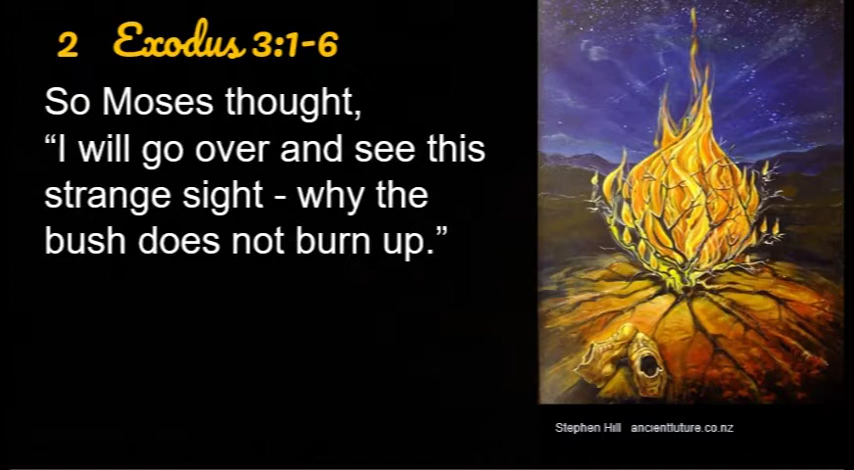 2 Exodus 3:1-6
So Moses thought,
“I will go over and see this
strange sight - why the
bush does not burn up.”
Stephen Hill ancientfuture.co.nz